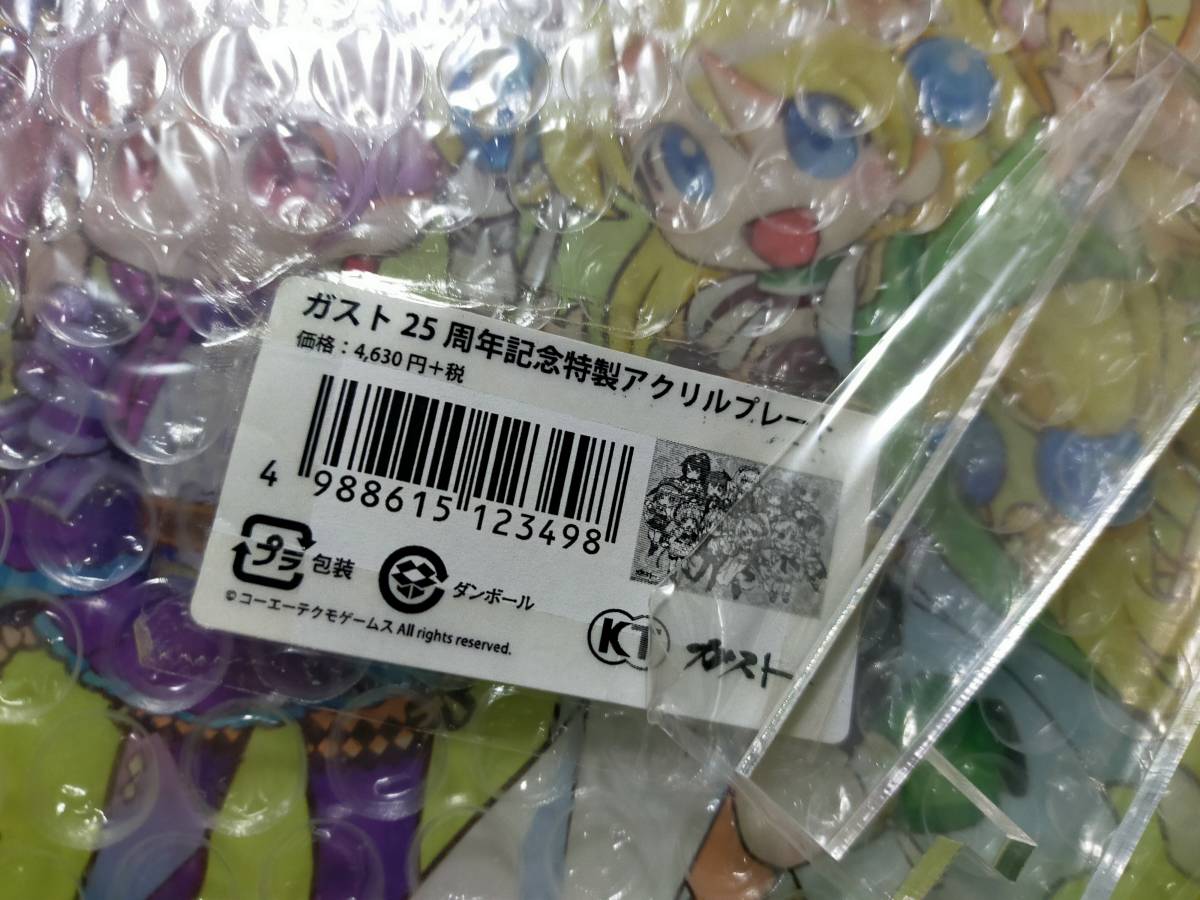 ガスト 25 周年記念特製アクリルプレート
価格：4,630 円+税
4 988615 123498
プラ 包装 ダンボール
© コーエーテクモゲームス All rights reserved.
KT ガスト